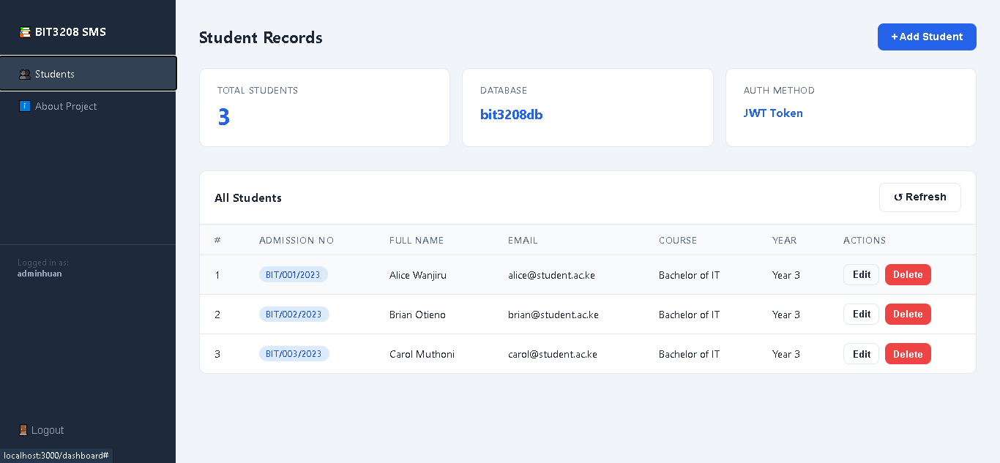 BIT3208 SMS
Students
About Project
Logged in as:
adminhuan
Logout
localhost:3000/dashboard#
Student Records
+ Add Student
TOTAL STUDENTS
3
DATABASE
bit3208db
AUTH METHOD
JWT Token
All Students
↺ Refresh
# ADMISSION NO FULL NAME EMAIL COURSE YEAR ACTIONS
1 BIT/001/2023 Alice Wanjiru alice@student.ac.ke Bachelor of IT Year 3 Edit Delete
2 BIT/002/2023 Brian Otieno brian@student.ac.ke Bachelor of IT Year 3 Edit Delete
3 BIT/003/2023 Carol Muthoni carol@student.ac.ke Bachelor of IT Year 3 Edit Delete